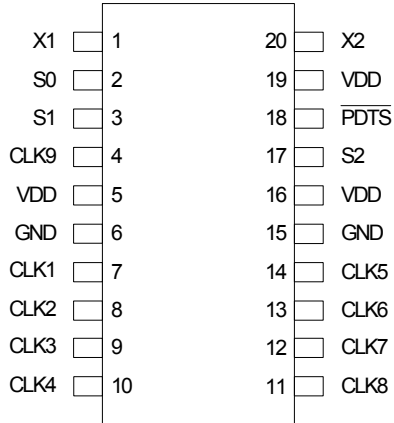 X1 1 20 X2
S0 2 19 VDD
S1 3 18 PDTS
CLK9 4 17 S2
VDD 5 16 VDD
GND 6 15 GND
CLK1 7 14 CLK5
CLK2 8 13 CLK6
CLK3 9 12 CLK7
CLK4 10 11 CLK8